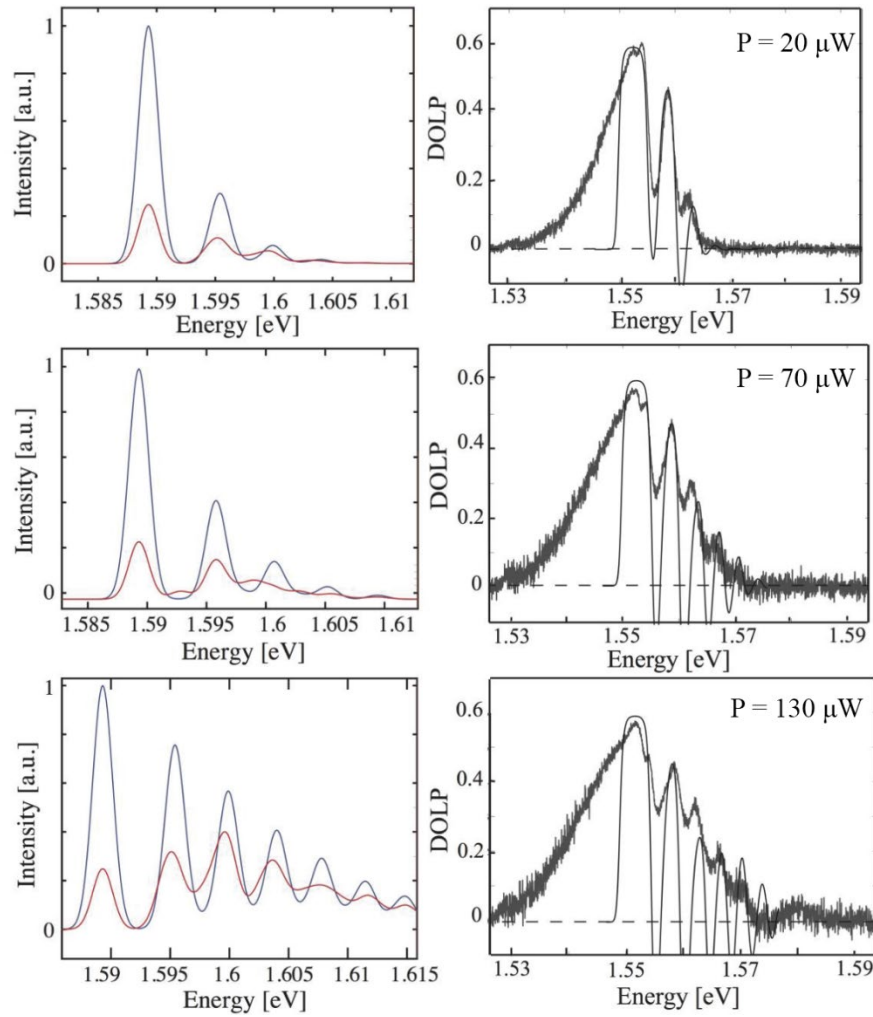 1
Intensity [a.u.]
0
1.585 1.59 1.595 1.6 1.605 1.61
Energy [eV]
P = 20 μW
0.6
0.4
DOLP
0.2
0
1.53 1.55 1.57 1.59
Energy [eV]
1
Intensity [a.u.]
0
1.585 1.59 1.595 1.6 1.605 1.61
Energy [eV]
P = 70 μW
0.6
0.4
DOLP
0.2
0
1.53 1.55 1.57 1.59
Energy [eV]
1
Intensity [a.u.]
0
1.59 1.595 1.6 1.605 1.61 1.615
Energy [eV]
P = 130 μW
0.6
0.4
DOLP
0.2
0
1.53 1.55 1.57 1.59
Energy [eV]